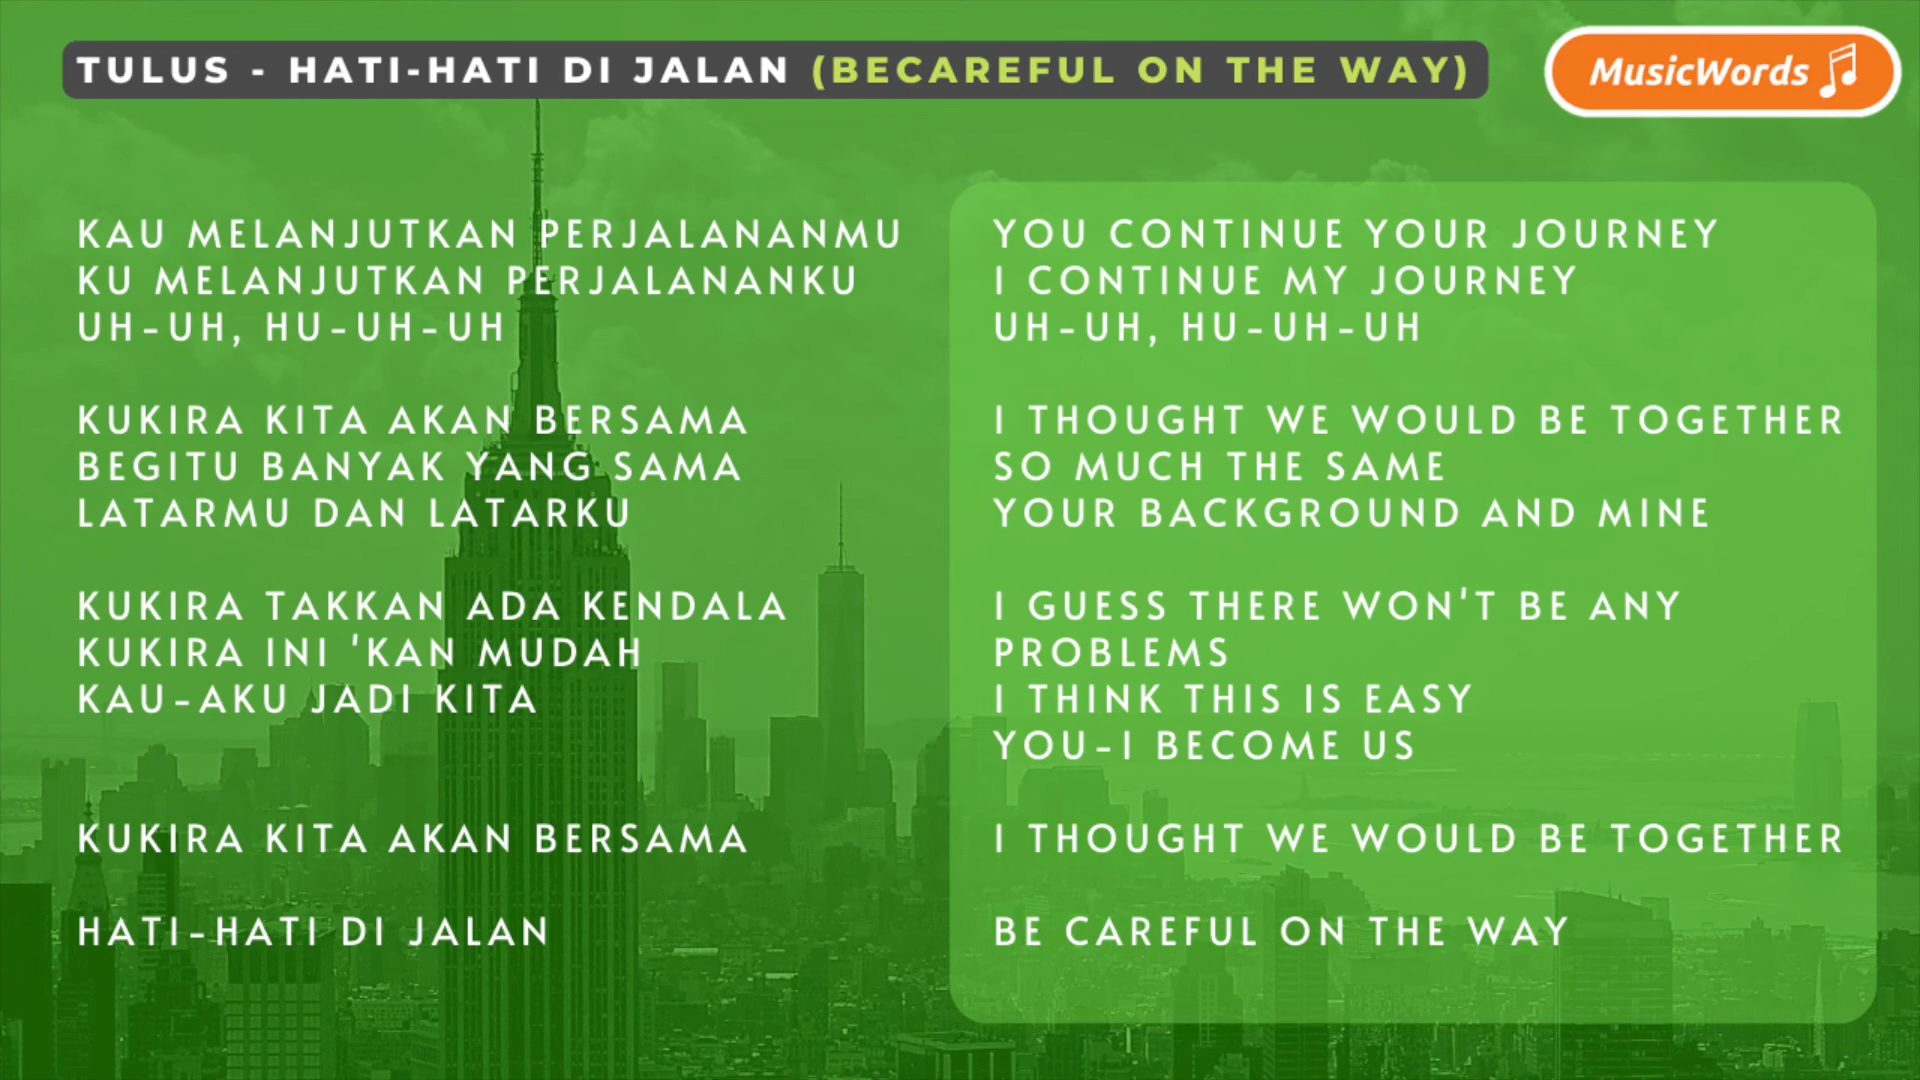 TULUS - HATI-HATI DI JALAN (BECAREFUL ON THE WAY)
MusicWords
KAU MELANJUTKAN PERJALANANMU
KU MELANJUTKAN PERJALANANKU
UH-UH, HU-UH-UH
KUKIRA KITA AKAN BERSAMA
BEGITU BANYAK YANG SAMA
LATARMU DAN LATARKU
KUKIRA TAKKAN ADA KENDALA
KUKIRA INI 'KAN MUDAH
KAU-AKU JADI KITA
KUKIRA KITA AKAN BERSAMA
HATI-HATI DI JALAN
YOU CONTINUE YOUR JOURNEY
I CONTINUE MY JOURNEY
UH-UH, HU-UH-UH
I THOUGHT WE WOULD BE TOGETHER
SO MUCH THE SAME
YOUR BACKGROUND AND MINE
I GUESS THERE WON'T BE ANY
PROBLEMS
I THINK THIS IS EASY
YOU-I BECOME US
I THOUGHT WE WOULD BE TOGETHER
BE CAREFUL ON THE WAY